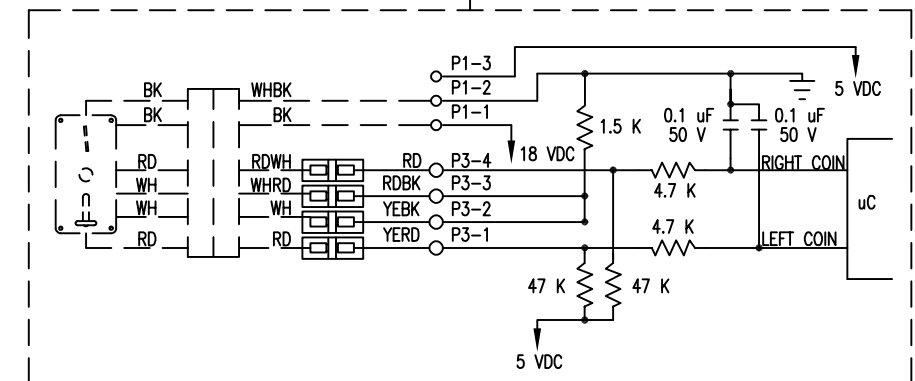 P1-3
BK WHBK P1-2
5 VDC
BK BK P1-1
0.1 uF 50 V
0.1 uF 50 V
1.5 K
18 VDC
RD RDWH RD P3-4
RIGHT COIN
4.7 K
WH WHRD RDBK P3-3
uC
WH WH YEBK P3-2
RD RD YERD P3-1
4.7 K
LEFT COIN
47 K
47 K
5 VDC